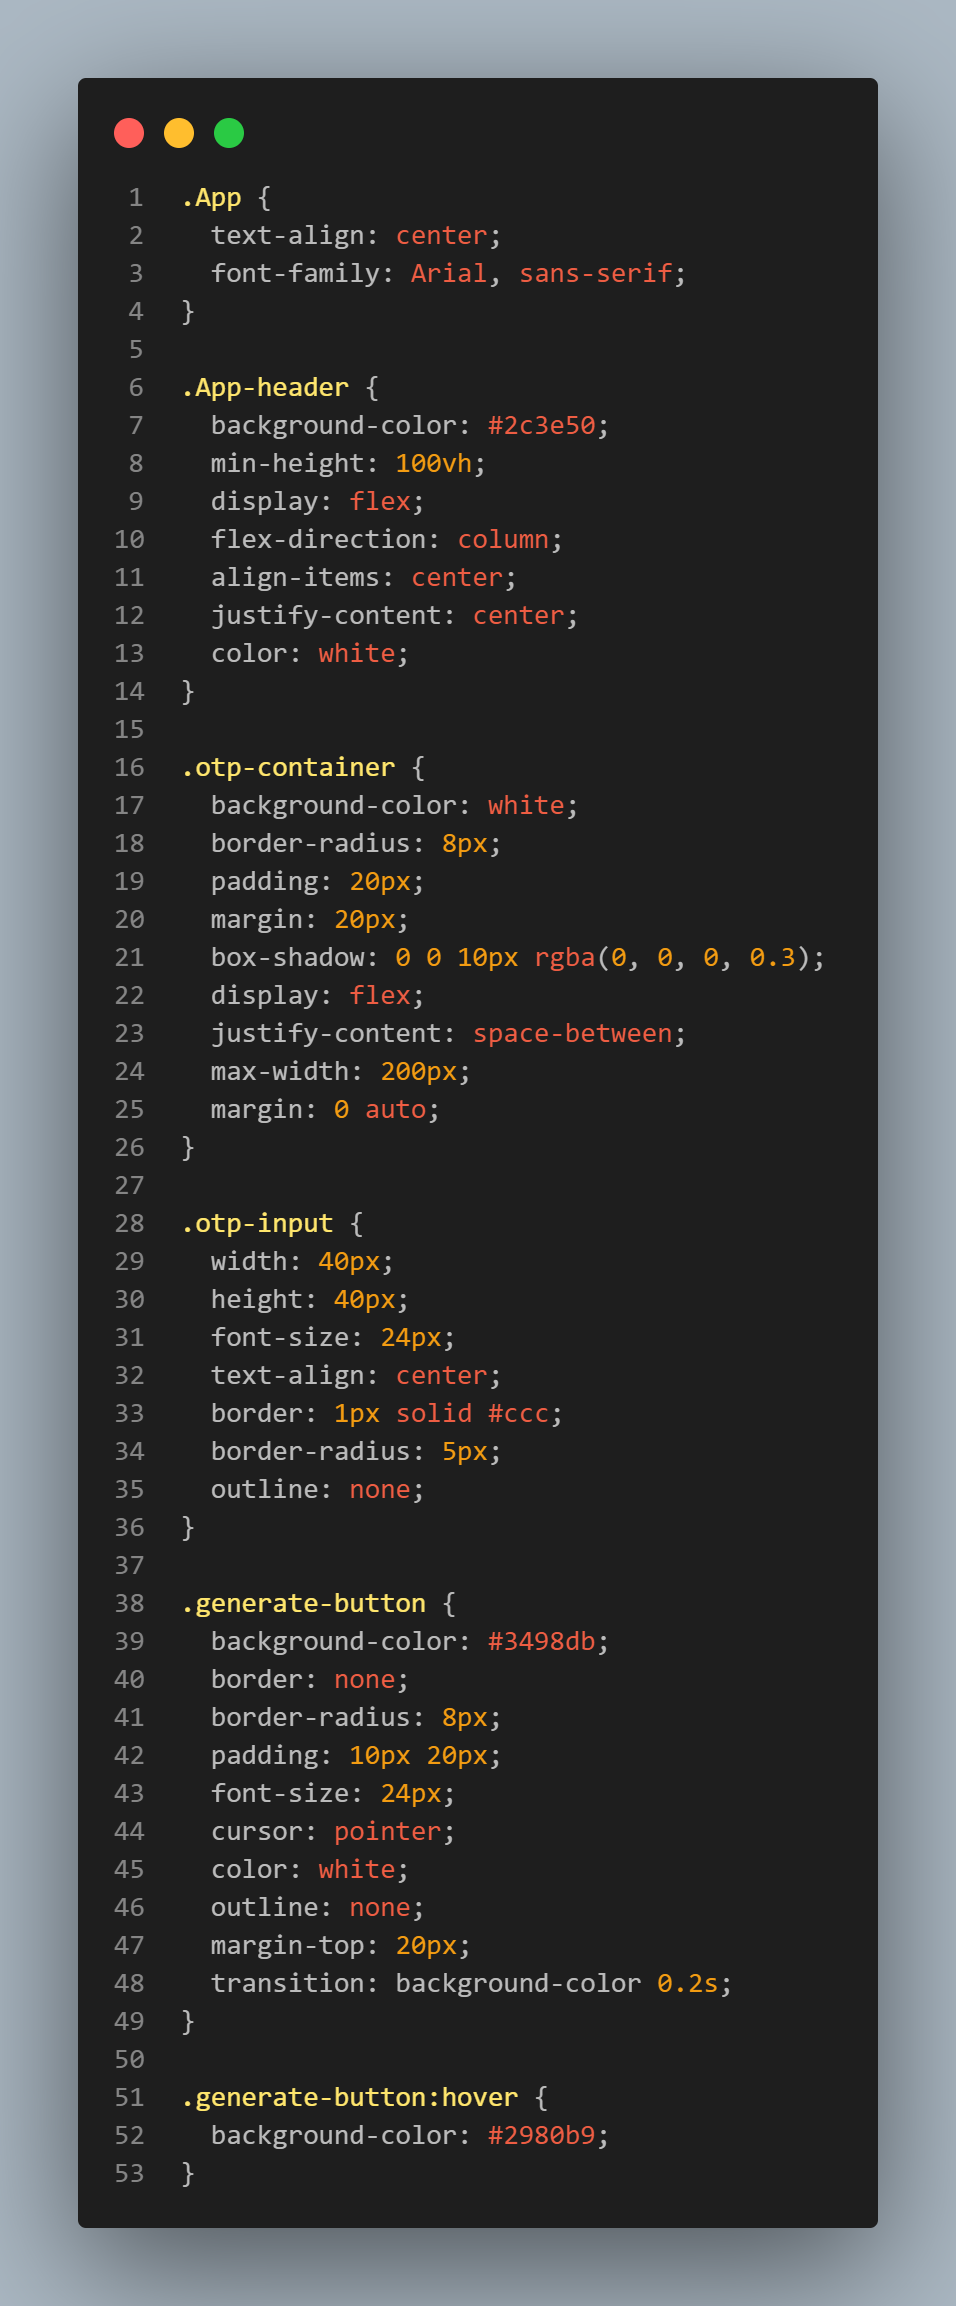 1 .App {
2   text-align: center;
3   font-family: Arial, sans-serif;
4 }
5
6 .App-header {
7   background-color: #2c3e50;
8   min-height: 100vh;
9   display: flex;
10   flex-direction: column;
11   align-items: center;
12   justify-content: center;
13   color: white;
14 }
15
16 .otp-container {
17   background-color: white;
18   border-radius: 8px;
19   padding: 20px;
20   margin: 20px;
21   box-shadow: 0 0 10px rgba(0, 0, 0, 0.3);
22   display: flex;
23   justify-content: space-between;
24   max-width: 200px;
25   margin: 0 auto;
26 }
27
28 .otp-input {
29   width: 40px;
30   height: 40px;
31   font-size: 24px;
32   text-align: center;
33   border: 1px solid #ccc;
34   border-radius: 5px;
35   outline: none;
36 }
37
38 .generate-button {
39   background-color: #3498db;
40   border: none;
41   border-radius: 8px;
42   padding: 10px 20px;
43   font-size: 24px;
44   cursor: pointer;
45   color: white;
46   outline: none;
47   margin-top: 20px;
48   transition: background-color 0.2s;
49 }
50
51 .generate-button:hover {
52   background-color: #2980b9;
53 }